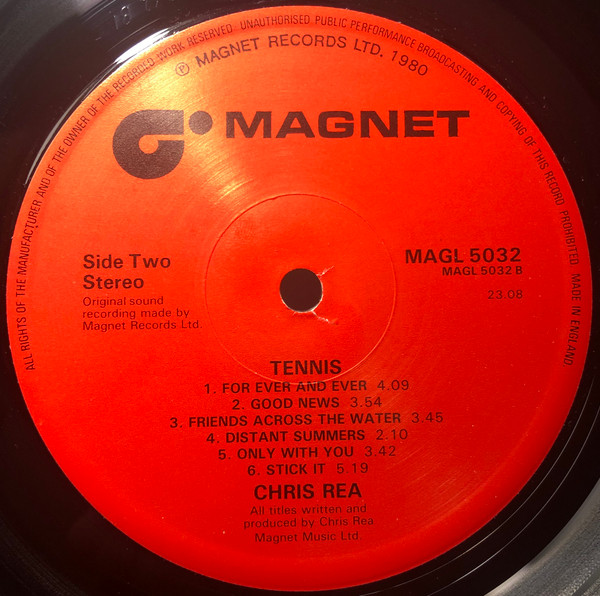 ALL RIGHTS OF THE MANUFACTURER AND OF THE OWNER OF THE RECORDED WORK RESERVED. UNAUTHORISED PUBLIC PERFORMANCE BROADCASTING AND COPYING OF THIS RECORD PROHIBITED. MADE IN ENGLAND
℗ MAGNET RECORDS LTD. 1980
MAGNET
Side Two
Stereo
Original sound
recording made by
Magnet Records Ltd.
MAGL 5032
MAGL 5032 B
23.08
TENNIS
1. FOR EVER AND EVER 4.09
2. GOOD NEWS 3.54
3. FRIENDS ACROSS THE WATER 3.45
4. DISTANT SUMMERS 2.10
5. ONLY WITH YOU 3.42
6. STICK IT 5.19
CHRIS REA
All titles written and
produced by Chris Rea
Magnet Music Ltd.